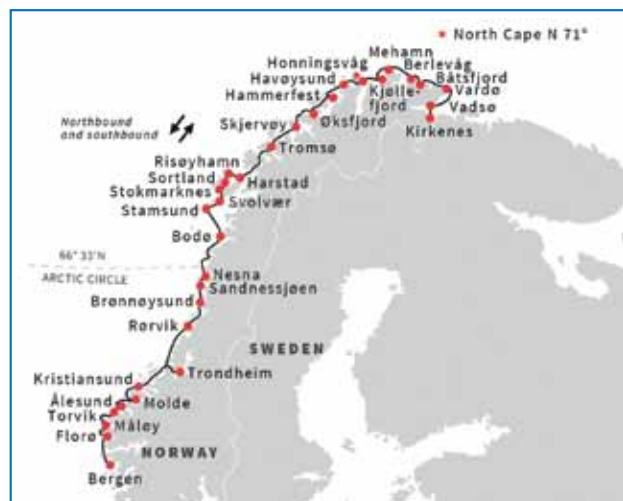 North Cape N 71°
Mehamn
Honningsvåg
Berlevåg
Havøysund
Båtsfjord
Hammerfest
Kjølle-
fjord
Vardø
Vadsø
Northbound
and southbound
Skjervøy
Øksfjord
Kirkenes
Tromsø
Risøyhamn
Sortland
Harstad
Stokmarknes
Stamsund
Svolvær
Bodø
66° 33'N
ARCTIC CIRCLE
Nesna
Sandnessjøen
Brønnøysund
Rørvik
SWEDEN
Trondheim
Kristiansund
Ålesund
Molde
Torvik
Måløy
Florø
NORWAY
Bergen